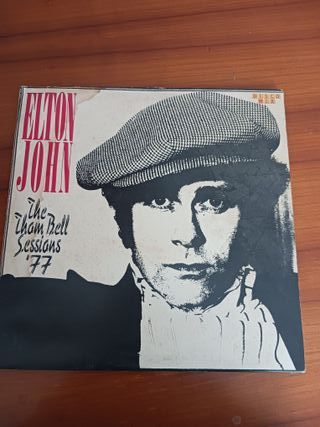 ELTON
JOHN
The
Thom Bell
Sessions
'77
DISCO
MIX